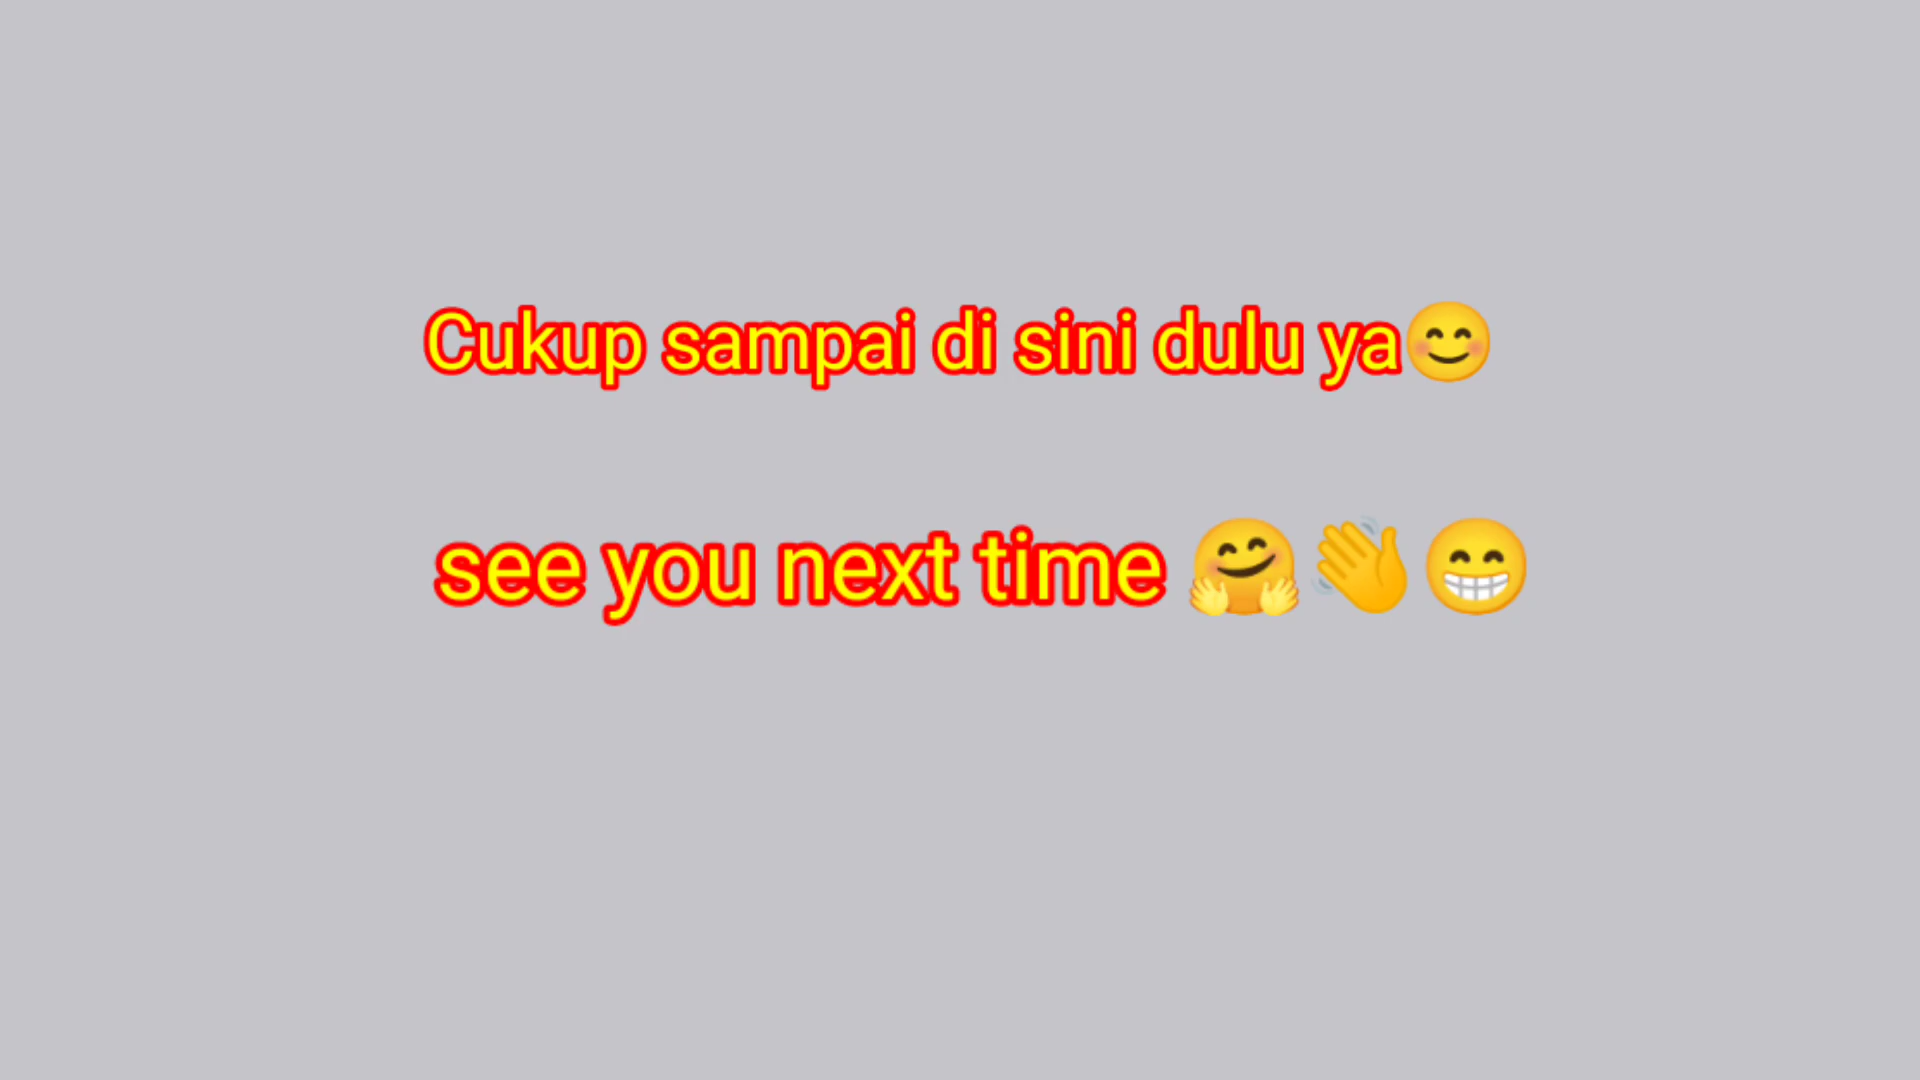 Cukup sampai di sini dulu ya😊
see you next time 🤗👋😁